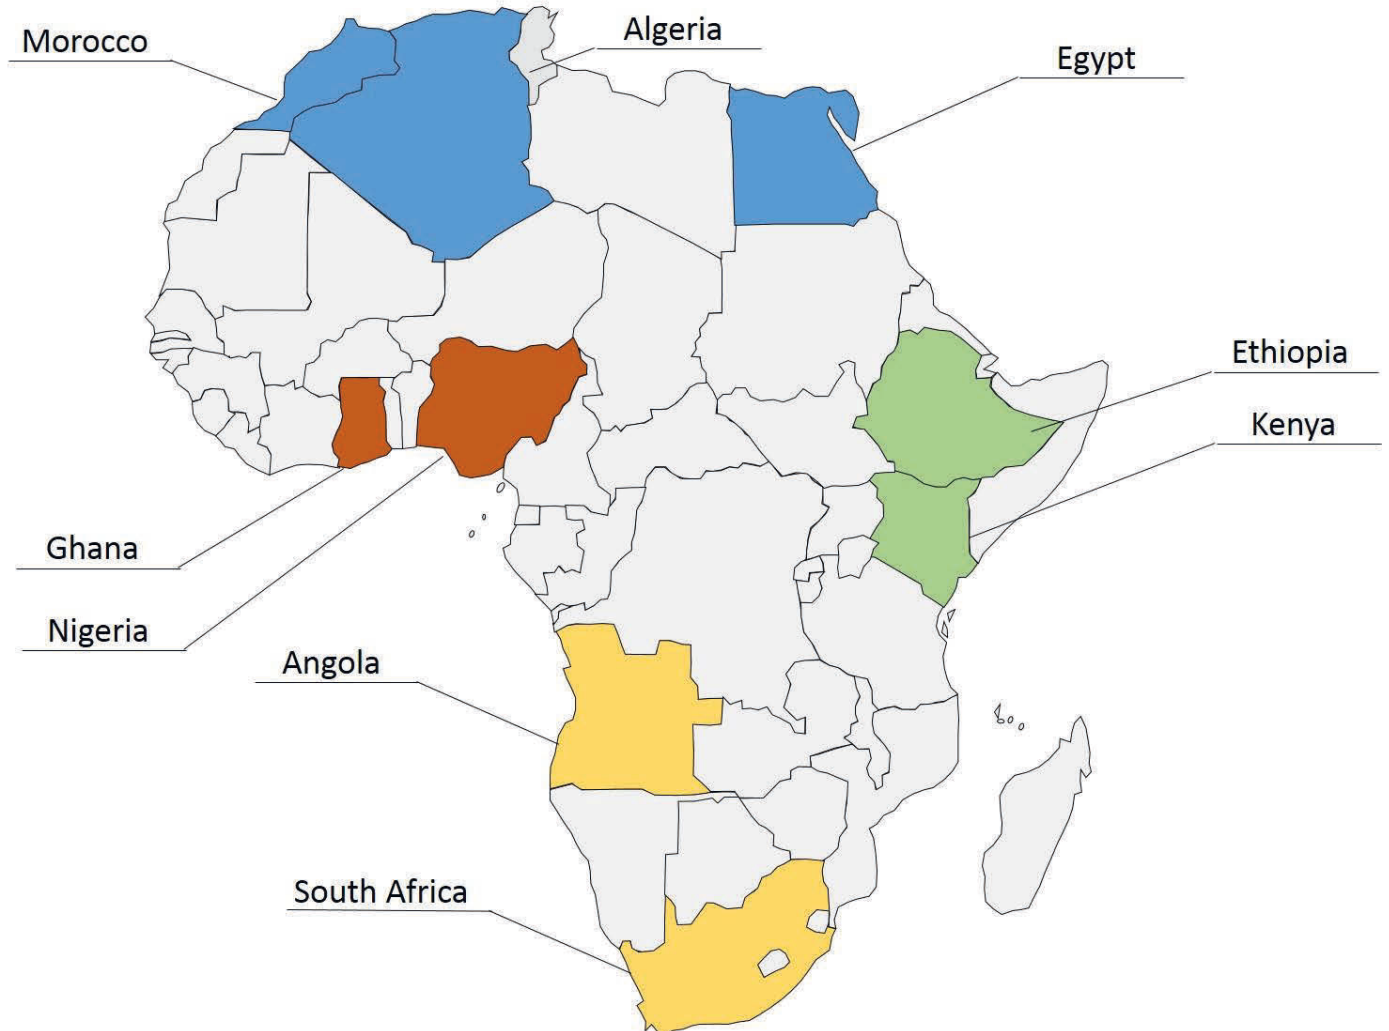 Morocco
Algeria
Egypt
Ethiopia
Kenya
Ghana
Nigeria
Angola
South Africa